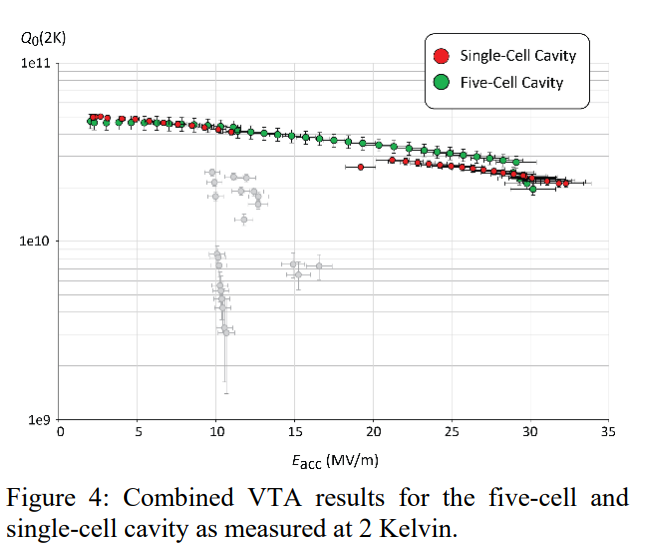 Q0(2K)
1e11
Single-Cell Cavity
Five-Cell Cavity
1e10
1e9
0 5 10 15 20 25 30 35
Eacc (MV/m)
Figure 4: Combined VTA results for the five-cell and
single-cell cavity as measured at 2 Kelvin.